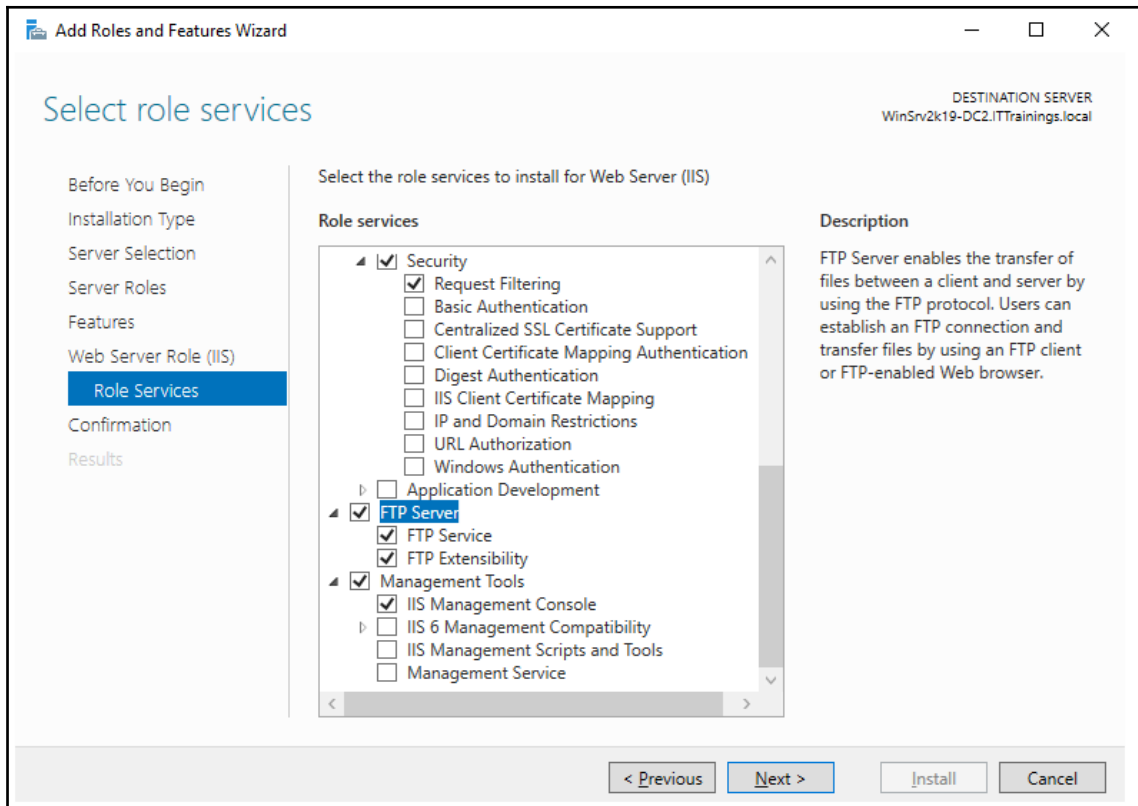 Add Roles and Features Wizard
Select role services
DESTINATION SERVER
WinSrv2k19-DC2.ITTrainings.local
Before You Begin
Installation Type
Server Selection
Server Roles
Features
Web Server Role (IIS)
Role Services
Confirmation
Results
Select the role services to install for Web Server (IIS)
Role services
Security
Request Filtering
Basic Authentication
Centralized SSL Certificate Support
Client Certificate Mapping Authentication
Digest Authentication
IIS Client Certificate Mapping
IP and Domain Restrictions
URL Authorization
Windows Authentication
Application Development
FTP Server
FTP Service
FTP Extensibility
Management Tools
IIS Management Console
IIS 6 Management Compatibility
IIS Management Scripts and Tools
Management Service
Description
FTP Server enables the transfer of
files between a client and server by
using the FTP protocol. Users can
establish an FTP connection and
transfer files by using an FTP client
or FTP-enabled Web browser.
< Previous
Next >
Install
Cancel